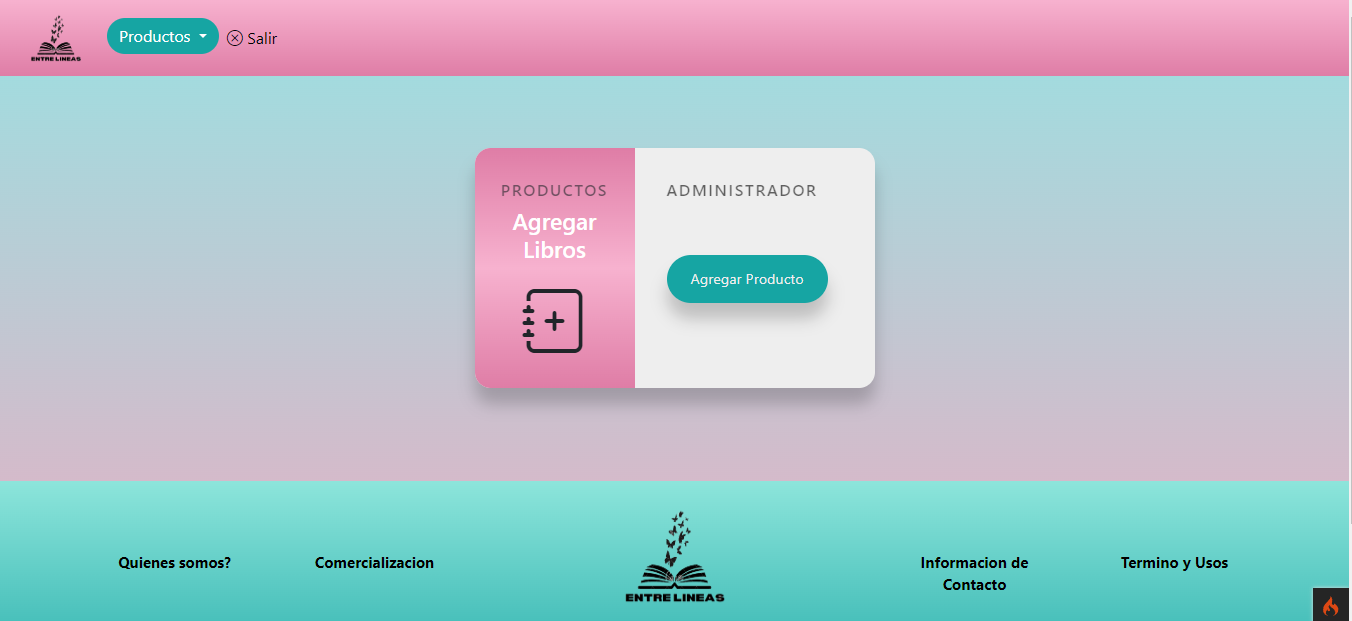 ENTRE LINEAS
Productos
Salir
PRODUCTOS
Agregar
Libros
ADMINISTRADOR
Agregar Producto
Quienes somos?
Comercializacion
ENTRE LINEAS
Informacion de
Contacto
Termino y Usos